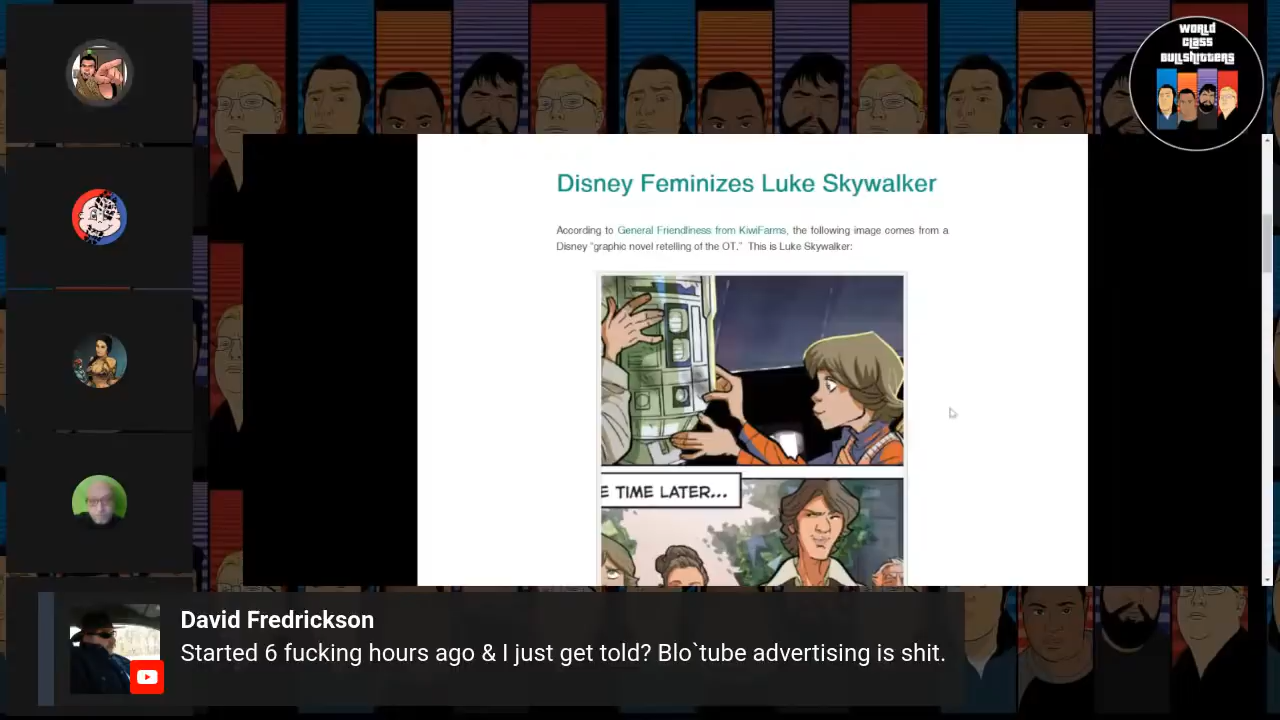 WORLD
CLASS
BULLSHITTERS
Disney Feminizes Luke Skywalker
According to General Friendliness from KiwiFarms, the following image comes from a
Disney “graphic novel retelling of the OT.” This is Luke Skywalker:
E TIME LATER...
David Fredrickson
Started 6 fucking hours ago & I just get told? Blo`tube advertising is shit.